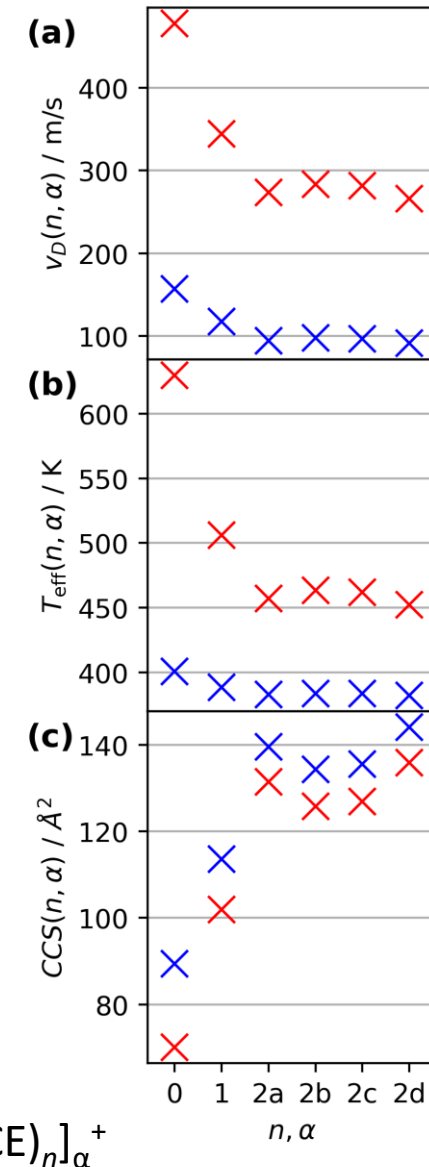 (a)
v_D(n, α) / m/s
400
300
200
100
(b)
T_eff(n, α) / K
600
550
500
450
400
(c)
CCS(n, α) / Å²
140
120
100
80
0 1 2a 2b 2c 2d
n, α
E)ₙ]_α⁺